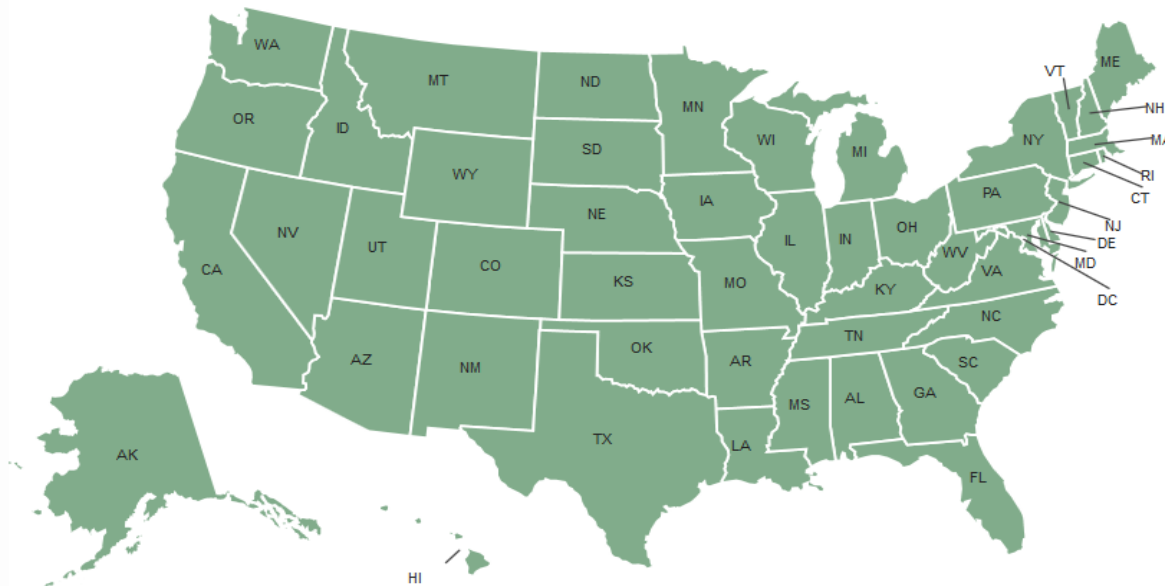 WA
MT
ND
MN
ME
VT
NH
OR
ID
SD
WI
MI
NY
MA
WY
RI
CT
NE
IA
PA
NJ
NV
UT
CO
IL
IN
OH
DE
WV
MD
CA
KS
MO
KY
VA
DC
NC
TN
AZ
NM
OK
AR
SC
MS
AL
GA
TX
LA
AK
FL
HI